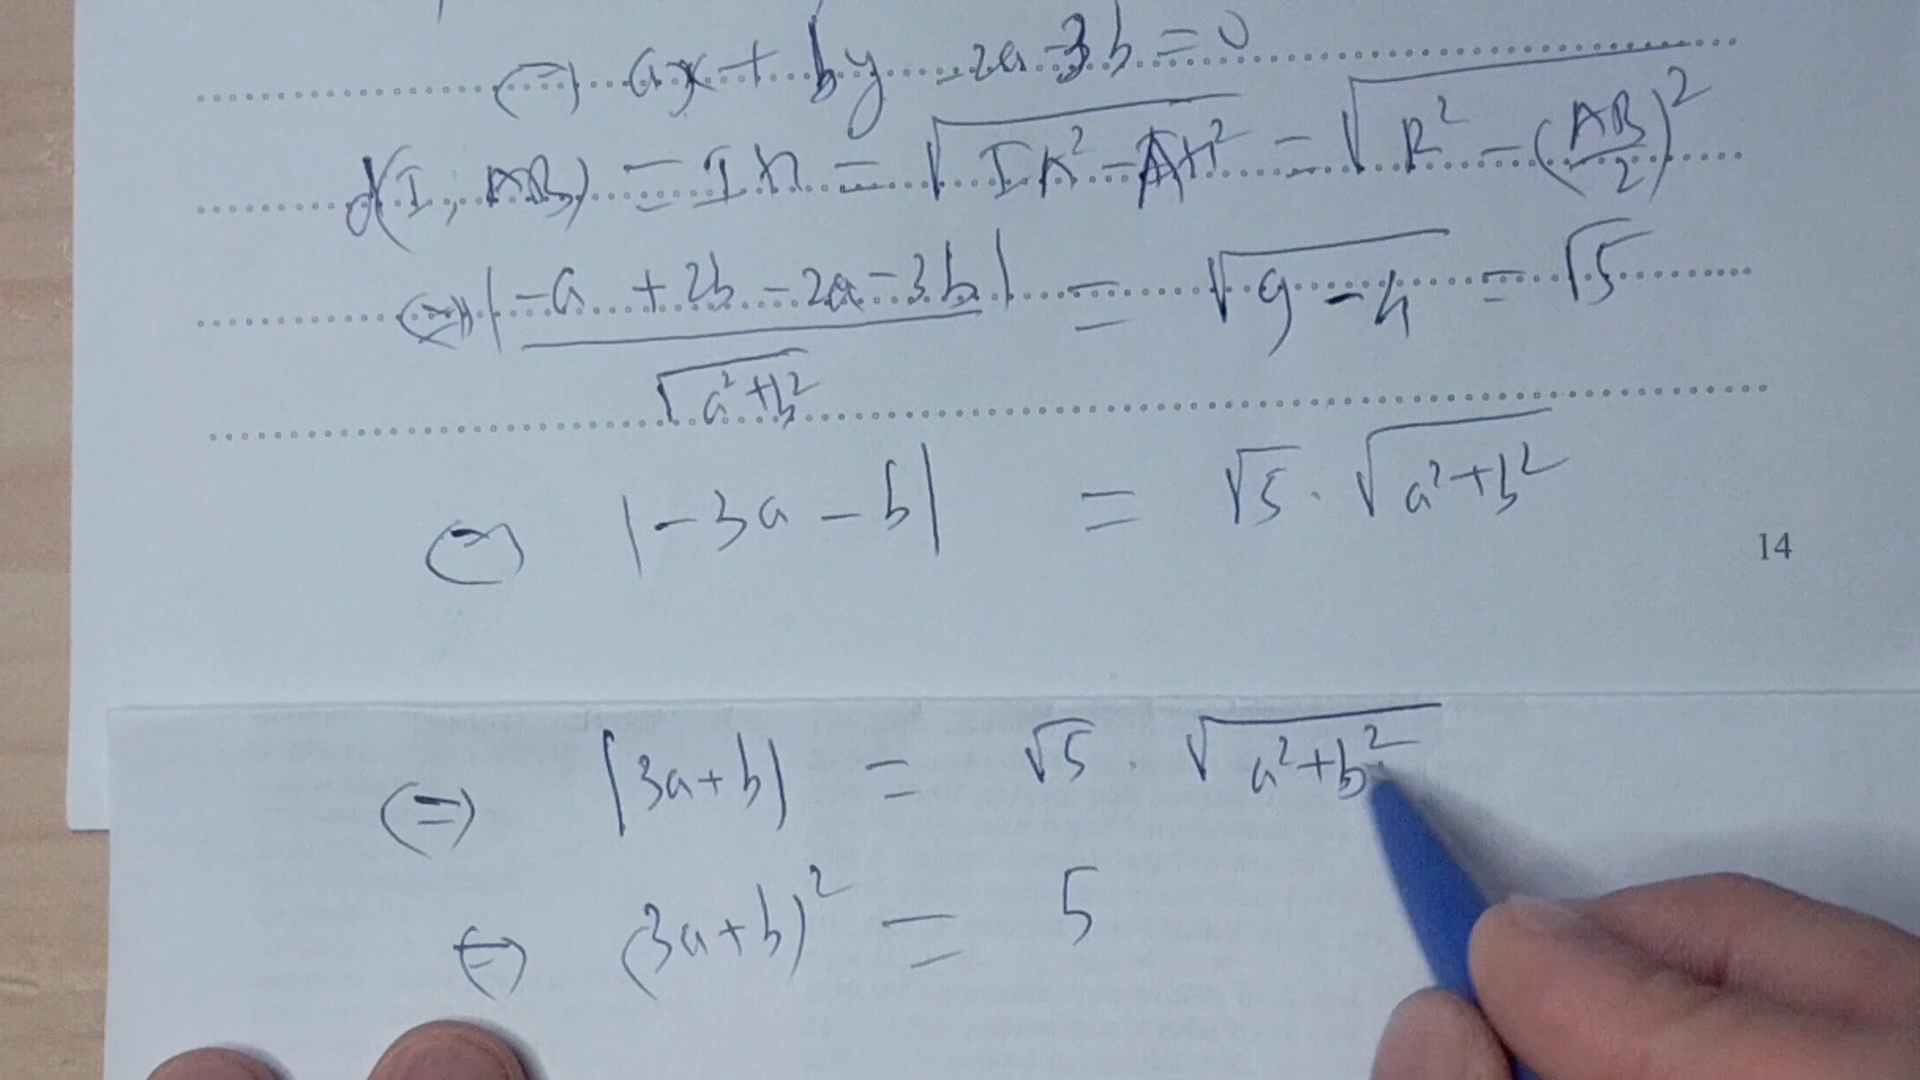 (=) ax + by - 2a - 3b = 0
d(I; AB) = IH = √(IA² - AH²) = √(R² - (AB/2)²)
(=) |-a + 2b - 2a - 3b| / √(a² + b²) = √(9 - 4) = √5
(=) |-3a - b| = √5 . √(a² + b²)
14
(=) |3a + b| = √5 . √(a² + b²)
(=) (3a + b)² = 5